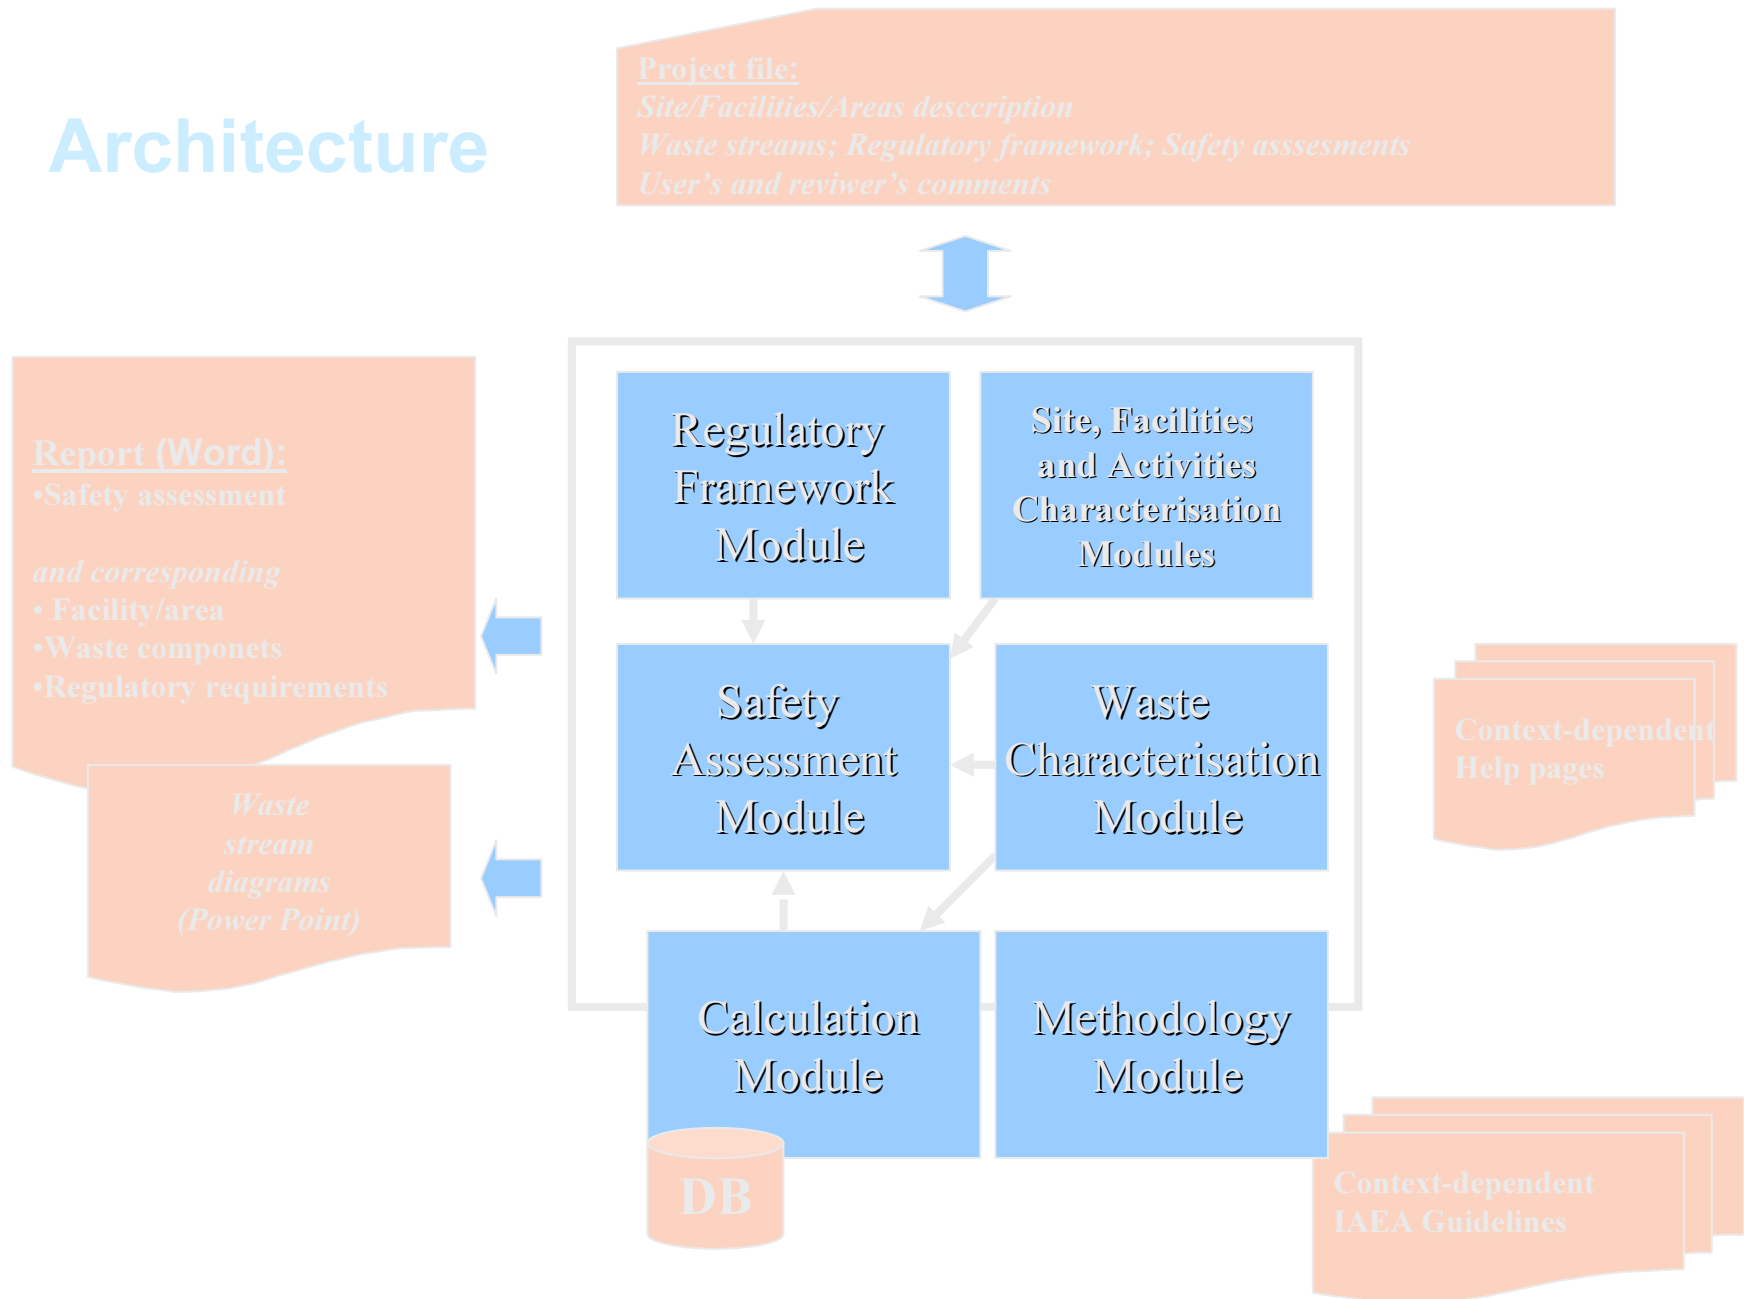 Architecture
Project file:
Site/Facilities/Areas desccription
Waste streams; Regulatory framework; Safety asssesments
User’s and reviwer’s comments
Report (Word):
•Safety assessment
and corresponding
• Facility/area
•Waste componets
•Regulatory requirements
Waste
stream
diagrams
(Power Point)
Regulatory
Framework
Module
Site, Facilities
and Activities
Characterisation
Modules
Safety
Assessment
Module
Waste
Characterisation
Module
Calculation
Module
Methodology
Module
DB
Context-dependent
Help pages
Context-dependent
IAEA Guidelines